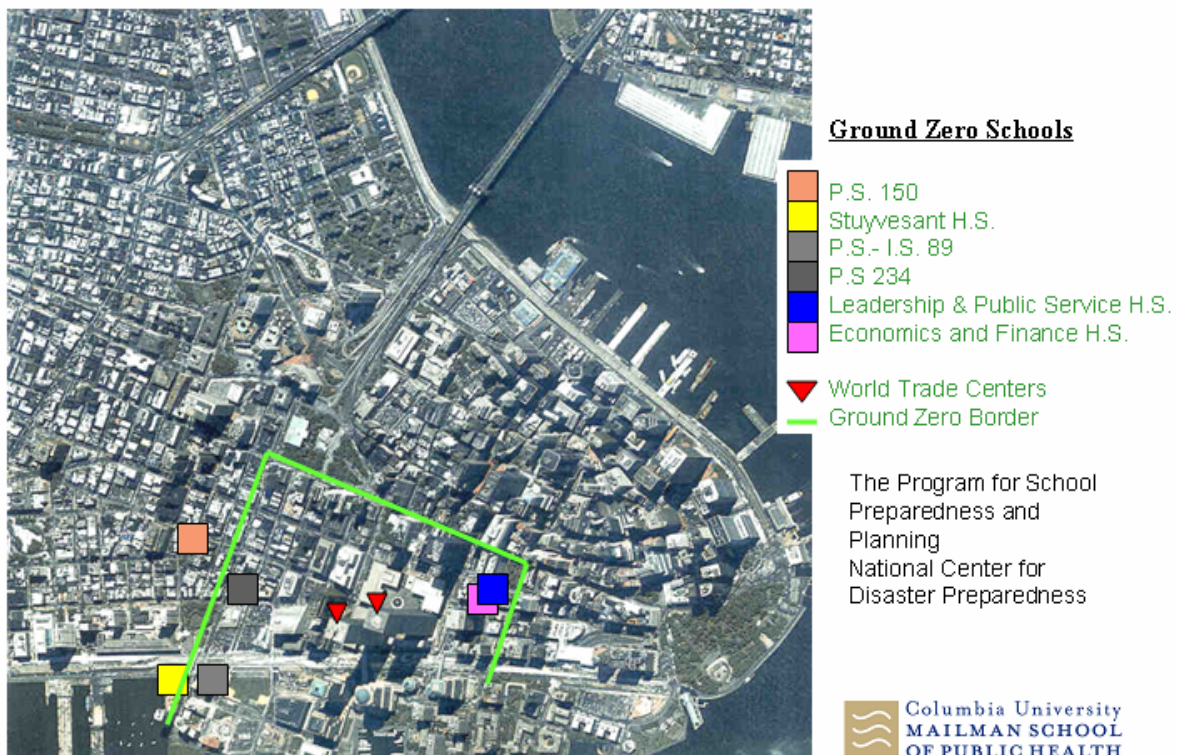 Ground Zero Schools
P.S. 150
Stuyvesant H.S.
P.S.- I.S. 89
P.S 234
Leadership & Public Service H.S.
Economics and Finance H.S.
World Trade Centers
Ground Zero Border
The Program for School
Preparedness and
Planning
National Center for
Disaster Preparedness
Columbia University
MAILMAN SCHOOL
OF PUBLIC HEALTH